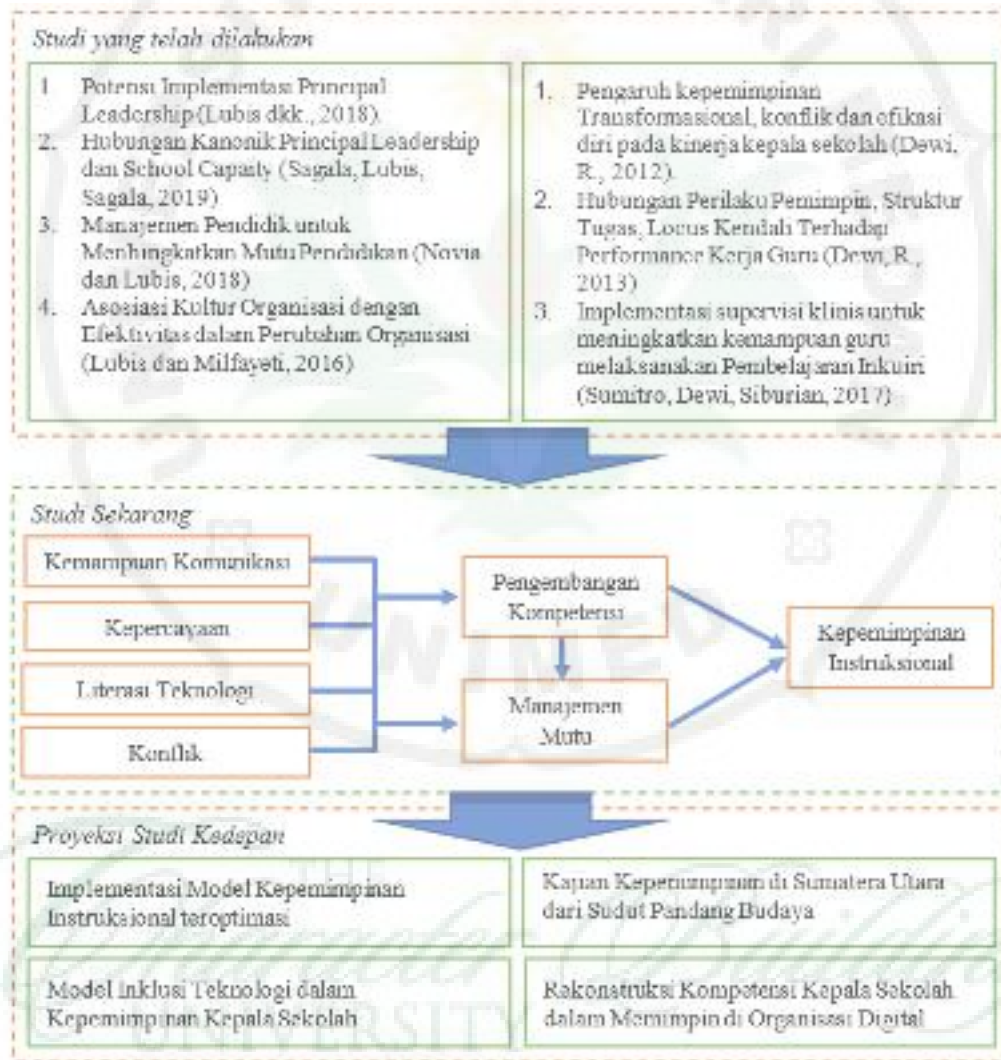 Studi yang telah dilakukan
1 Potensi Implementasi Principal
Leadership (Lubis dkk., 2018).
2. Hubungan Kanonik Principal Leadership
dan School Capaity (Sagala, Lubis,
Sagala, 2019)
3. Manajemen Pendidik untuk
Menhingkatkan Mutu Pendidikan (Novia
dan Lubis, 2018)
4. Asosiasi Kultur Organisasi dengan
Efektivitas dalam Perubahan Organisasi
(Lubis dan Milfayeti, 2016)
1. Pengaruh kepemimpinan
Transformasional, konflik dan efikasi
diri pada kinerja kepala sekolah (Dewi,
R., 2012).
2. Hubungan Perilaku Pemimpin, Struktur
Tugas, Locus Kendali Terhadap
Performance Kerja Guru (Dewi, R.,
2013)
3. Implementasi supervisi klinis untuk
meningkatkan kemampuan guru
melaksanakan Pembelajaran Inkuiri
(Sumitro, Dewi, Siburian, 2017)
Studi Sekarang
Kemampuan Komunikasi
Kepercayaan
Literasi Teknologi
Konflik
Pengembangan
Kompetensi
Manajemen
Mutu
Kepemimpinan
Instruksional
UNIMED
Proyeksi Studi Kedepan
Implementasi Model Kepemimpinan
Instruksional teroptimasi
Kajian Kepemimpinan di Sumatera Utara
dari Sudut Pandang Budaya
Model Inklusi Teknologi dalam
Kepemimpinan Kepala Sekolah
Rekonstruksi Kompetensi Kepala Sekolah
dalam Memimpin di Organisasi Digital
THE
Character Building
UNIVERSITY